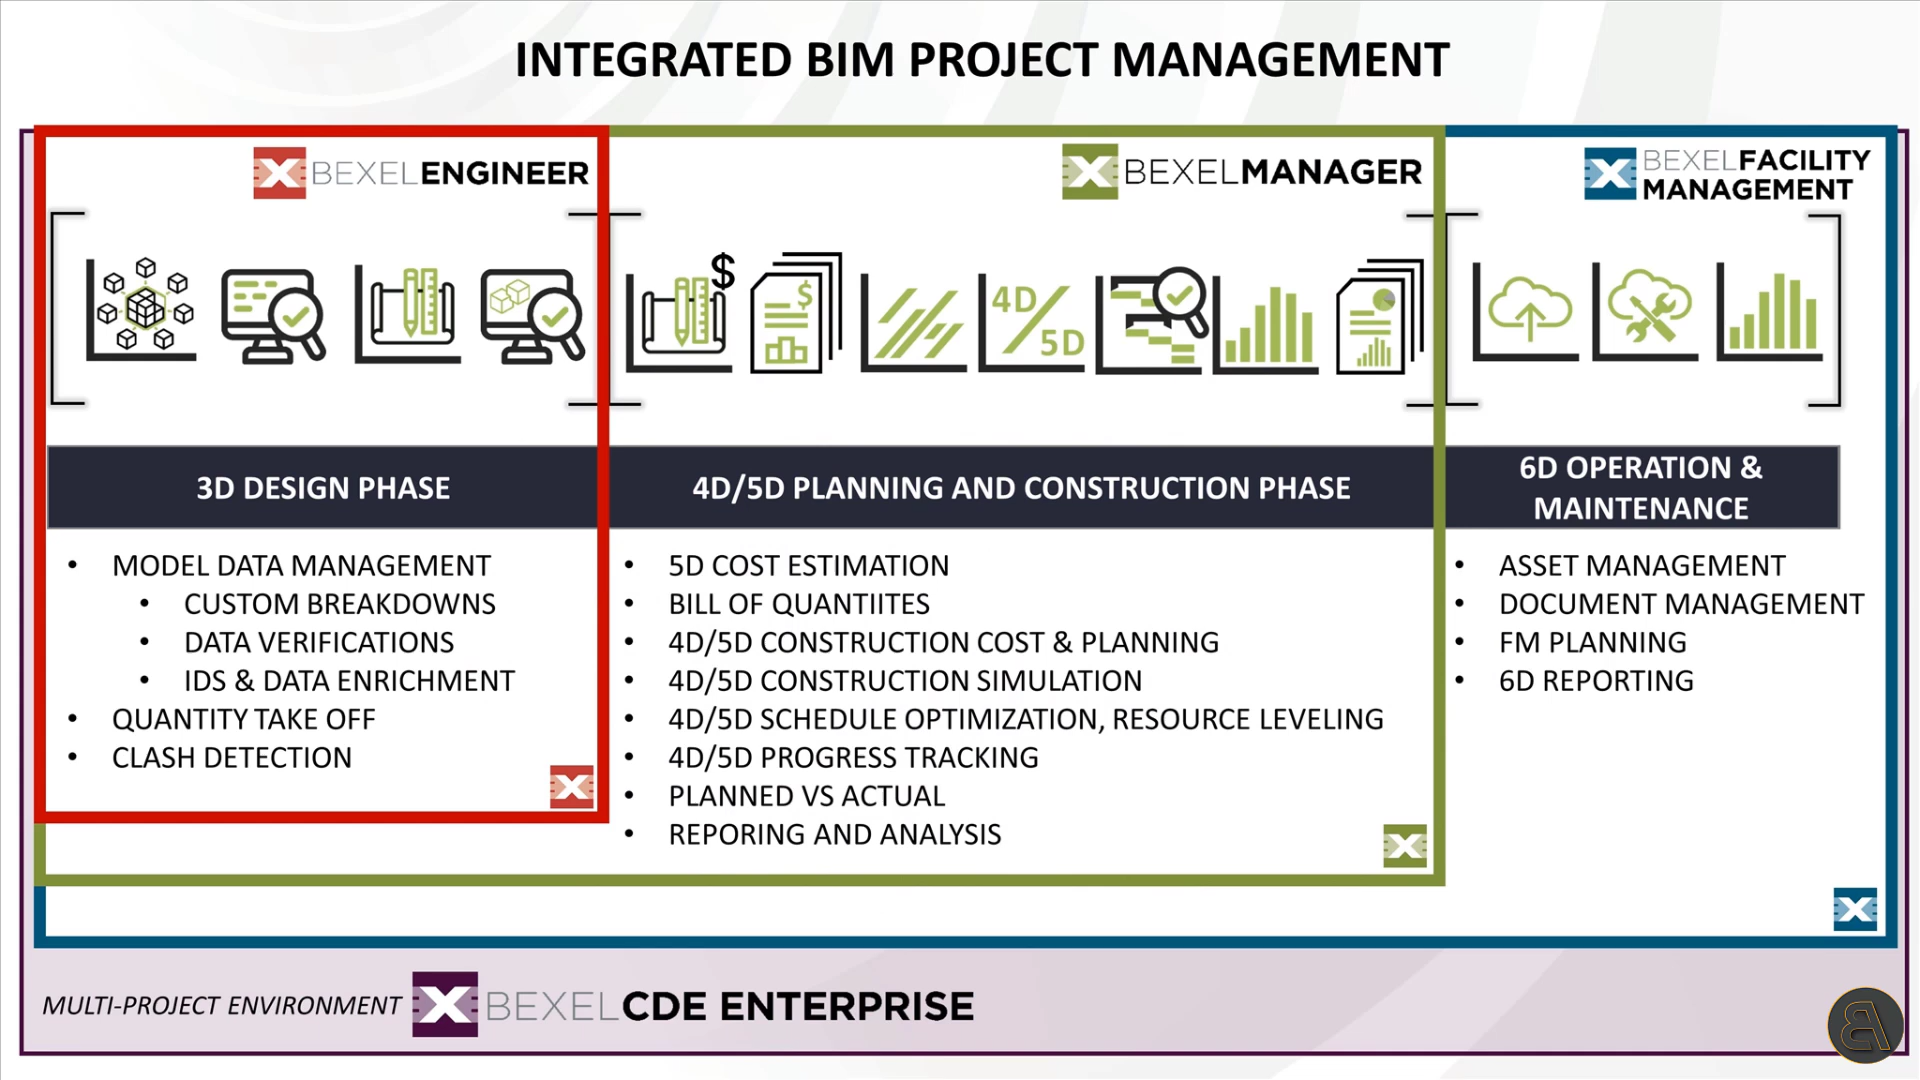 INTEGRATED BIM PROJECT MANAGEMENT
BEXELENGINEER
BEXELMANAGER
BEXELFACILITY
MANAGEMENT
$
$
4D/
5D
3D DESIGN PHASE
4D/5D PLANNING AND CONSTRUCTION PHASE
6D OPERATION &
MAINTENANCE
• MODEL DATA MANAGEMENT
• CUSTOM BREAKDOWNS
• DATA VERIFICATIONS
• IDS & DATA ENRICHMENT
• QUANTITY TAKE OFF
• CLASH DETECTION
• 5D COST ESTIMATION
• BILL OF QUANTIITES
• 4D/5D CONSTRUCTION COST & PLANNING
• 4D/5D CONSTRUCTION SIMULATION
• 4D/5D SCHEDULE OPTIMIZATION, RESOURCE LEVELING
• 4D/5D PROGRESS TRACKING
• PLANNED VS ACTUAL
• REPORING AND ANALYSIS
• ASSET MANAGEMENT
• DOCUMENT MANAGEMENT
• FM PLANNING
• 6D REPORTING
MULTI-PROJECT ENVIRONMENT BEXELCDE ENTERPRISE